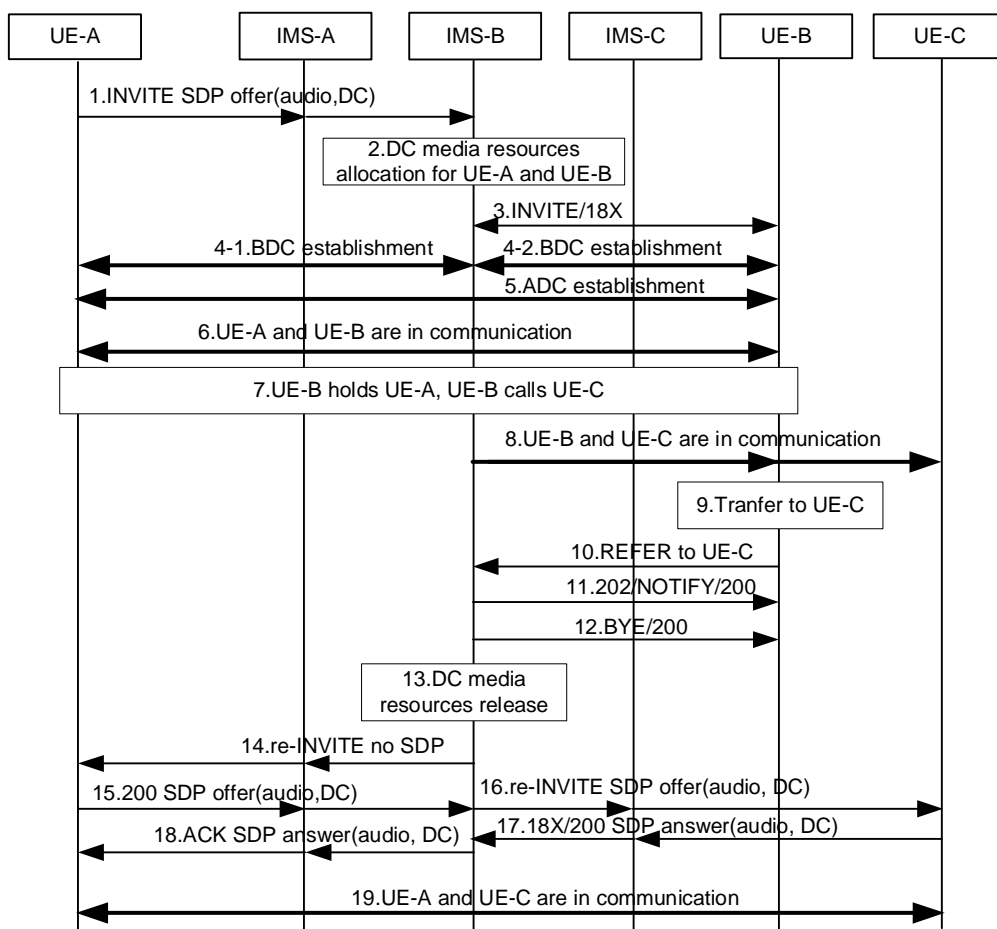 UE-A
IMS-A
IMS-B
IMS-C
UE-B
UE-C
1.INVITE SDP offer(audio,DC)
2.DC media resources
allocation for UE-A and UE-B
3.INVITE/18X
4-1.BDC establishment
4-2.BDC establishment
5.ADC establishment
6.UE-A and UE-B are in communication
7.UE-B holds UE-A, UE-B calls UE-C
8.UE-B and UE-C are in communication
9.Tranfer to UE-C
10.REFER to UE-C
11.202/NOTIFY/200
12.BYE/200
13.DC media
resources release
14.re-INVITE no SDP
15.200 SDP offer(audio,DC)
16.re-INVITE SDP offer(audio, DC)
17.18X/200 SDP answer(audio, DC)
18.ACK SDP answer(audio, DC)
19.UE-A and UE-C are in communication